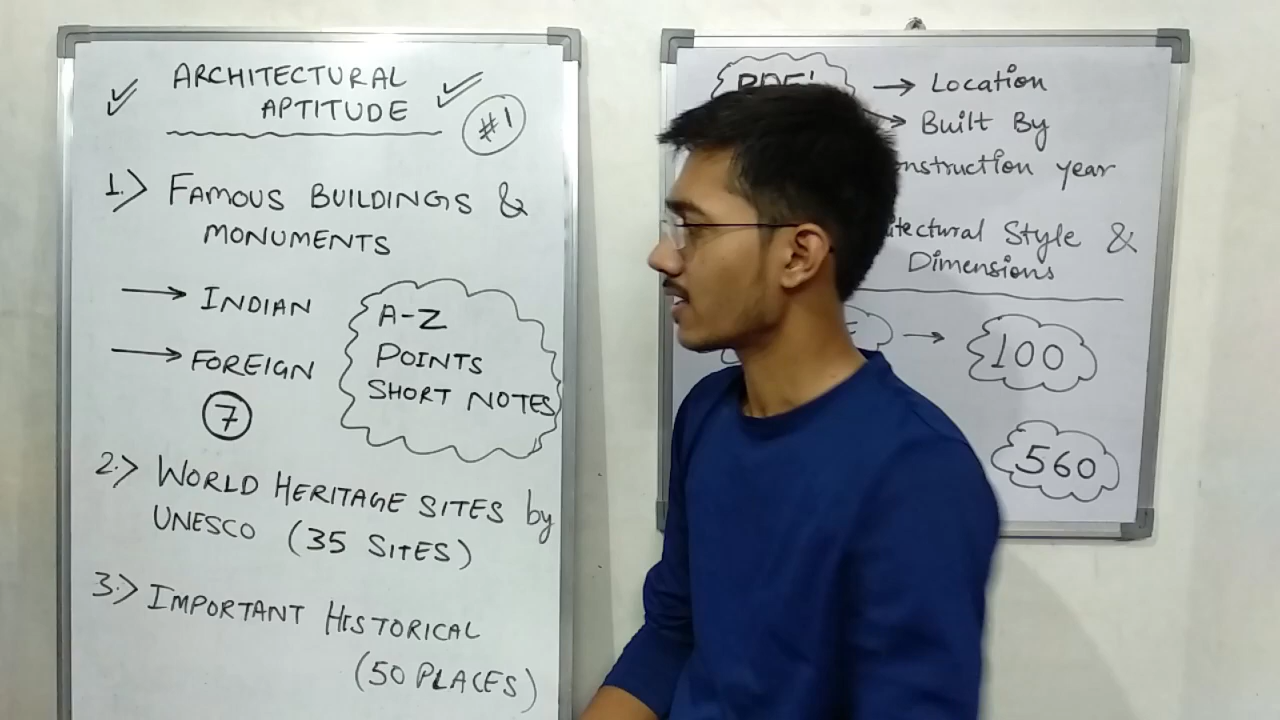 ARCHITECTURAL
APTITUDE
#1
1.> FAMOUS BUILDINGS &
MONUMENTS
→ INDIAN
→ FOREIGN
7
A-Z
POINTS
SHORT NOTES
2.> WORLD HERITAGE SITES by
UNESCO (35 SITES)
3.> IMPORTANT HISTORICAL
(50 PLACES)
→ Location
→ Built By
nstruction year
itectural Style &
Dimensions
→ 100
560